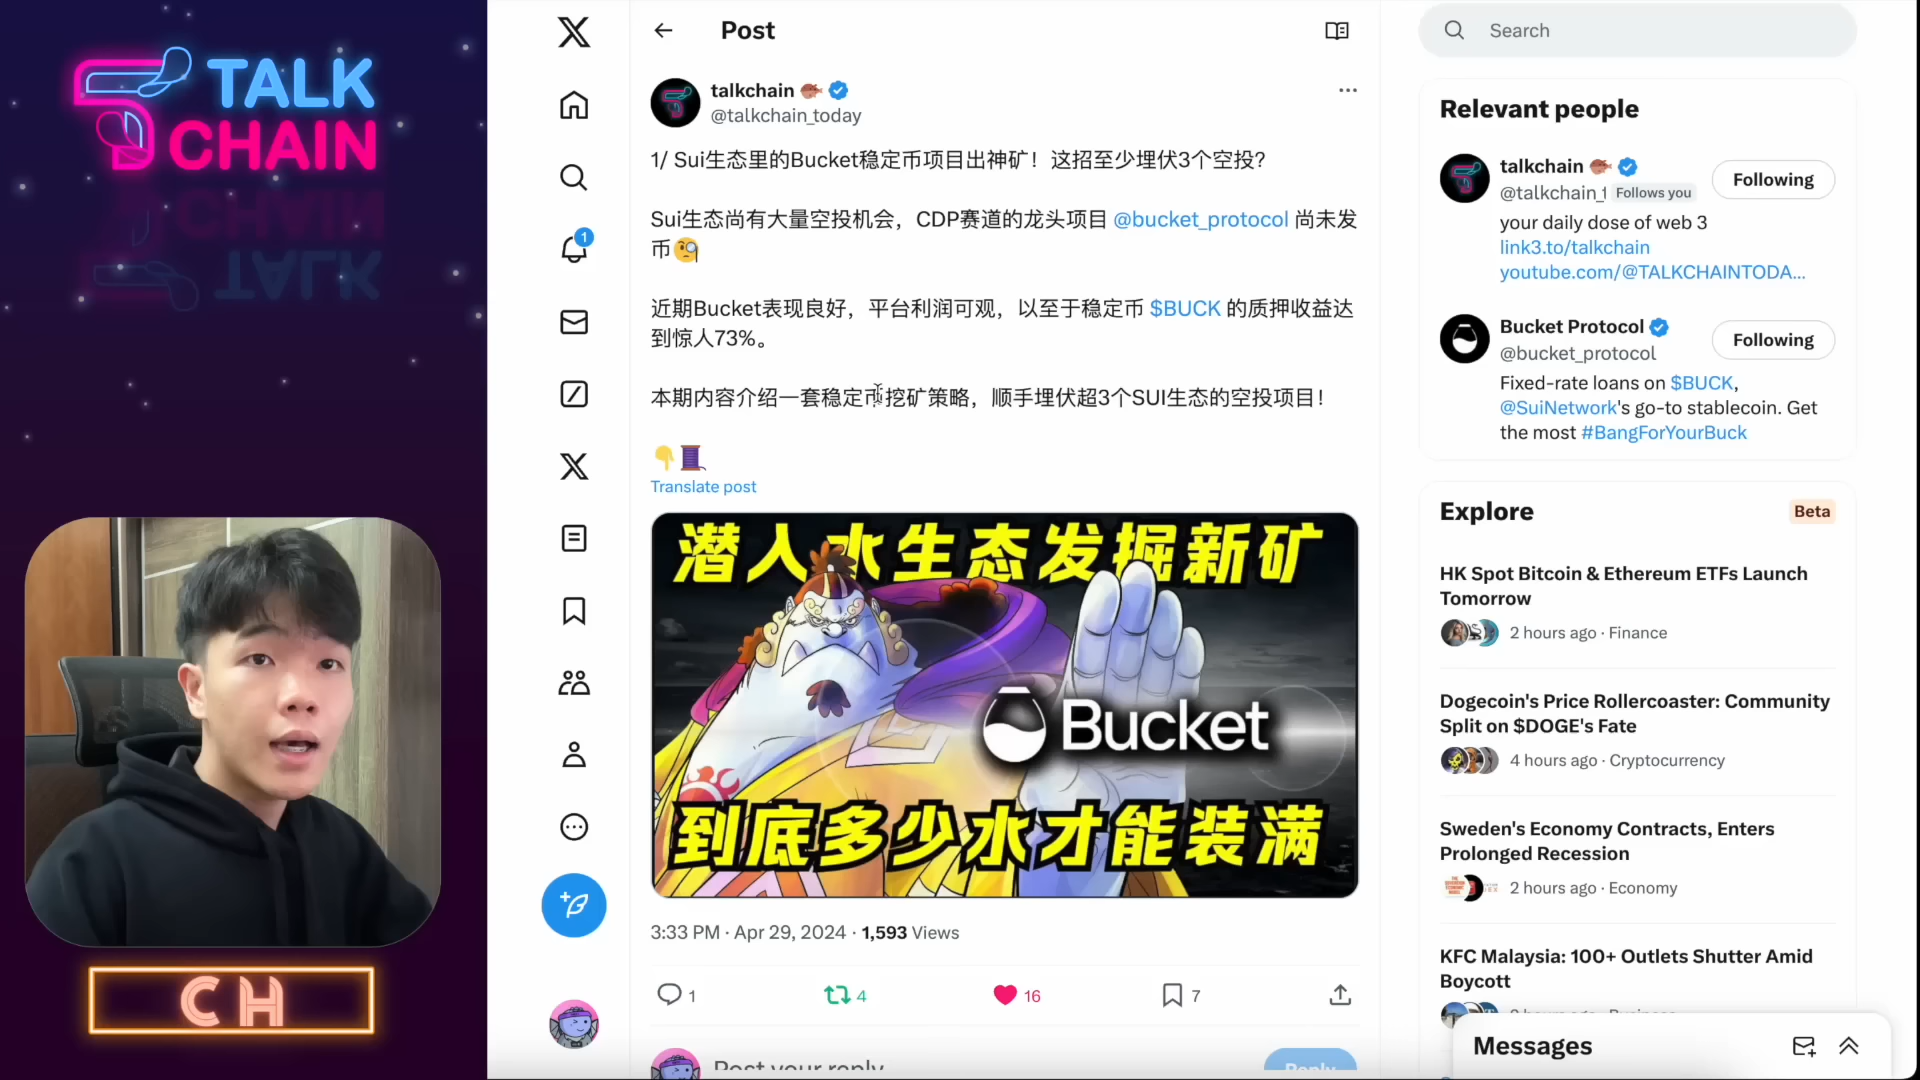 TALK
CHAIN
CH
Post
talkchain
@talkchain_today
1/ Sui生态里的Bucket稳定币项目出神矿！这招至少埋伏3个空投？
Sui生态尚有大量空投机会，CDP赛道的龙头项目 @bucket_protocol 尚未发
币
近期Bucket表现良好，平台利润可观，以至于稳定币 $BUCK 的质押收益达
到惊人73%。
本期内容介绍一套稳定币挖矿策略，顺手埋伏超3个SUI生态的空投项目！
Translate post
潜入水生态发掘新矿
Bucket
到底多少水才能装满
3:33 PM · Apr 29, 2024 · 1,593 Views
1
4
16
7
Post your reply
Reply
1
Search
Relevant people
talkchain
Following
@talkchain_t Follows you
your daily dose of web 3
link3.to/talkchain
youtube.com/@TALKCHAINTODA...
Bucket Protocol
Following
@bucket_protocol
Fixed-rate loans on $BUCK,
@SuiNetwork's go-to stablecoin. Get
the most #BangForYourBuck
Explore
Beta
HK Spot Bitcoin & Ethereum ETFs Launch
Tomorrow
2 hours ago · Finance
Dogecoin's Price Rollercoaster: Community
Split on $DOGE's Fate
4 hours ago · Cryptocurrency
Sweden's Economy Contracts, Enters
Prolonged Recession
2 hours ago · Economy
KFC Malaysia: 100+ Outlets Shutter Amid
Boycott
Messages